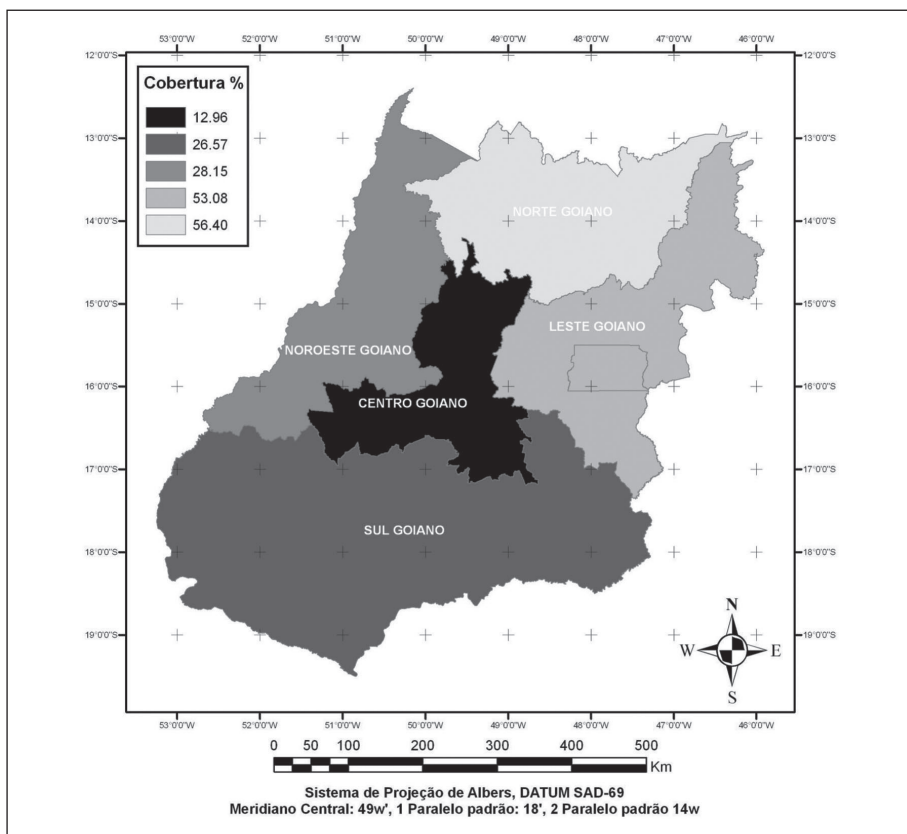 53°0'0"W 52°0'0"W 51°0'0"W 50°0'0"W 49°0'0"W 48°0'0"W 47°0'0"W 46°0'0"W
12°0'0"S 12°0'0"S
Cobertura %
12.96
26.57
28.15
53.08
56.40
13°0'0"S 13°0'0"S
NORTE GOIANO
14°0'0"S 14°0'0"S
15°0'0"S 15°0'0"S
LESTE GOIANO
NOROESTE GOIANO
16°0'0"S 16°0'0"S
CENTRO GOIANO
17°0'0"S 17°0'0"S
SUL GOIANO
18°0'0"S 18°0'0"S
19°0'0"S 19°0'0"S
N
W E
S
53°0'0"W 52°0'0"W 51°0'0"W 50°0'0"W 49°0'0"W 48°0'0"W 47°0'0"W 46°0'0"W
0 50 100 200 300 400 500
Km
Sistema de Projeção de Albers, DATUM SAD-69
Meridiano Central: 49w', 1 Paralelo padrão: 18', 2 Paralelo padrão 14w